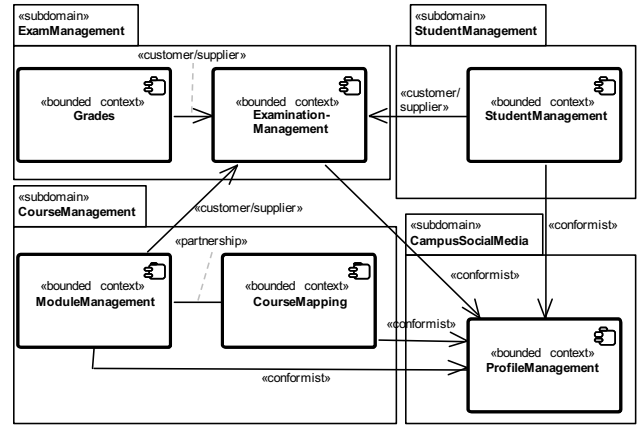 «subdomain»
ExamManagement
«customer/supplier»
«bounded context»
Grades
«bounded context»
Examination-
Management
«subdomain»
StudentManagement
«customer/
supplier»
«bounded context»
StudentManagement
«subdomain»
CourseManagement
«customer/supplier»
«partnership»
«bounded context»
ModuleManagement
«bounded context»
CourseMapping
«conformist»
«subdomain»
CampusSocialMedia
«conformist»
«conformist»
«conformist»
«bounded context»
ProfileManagement